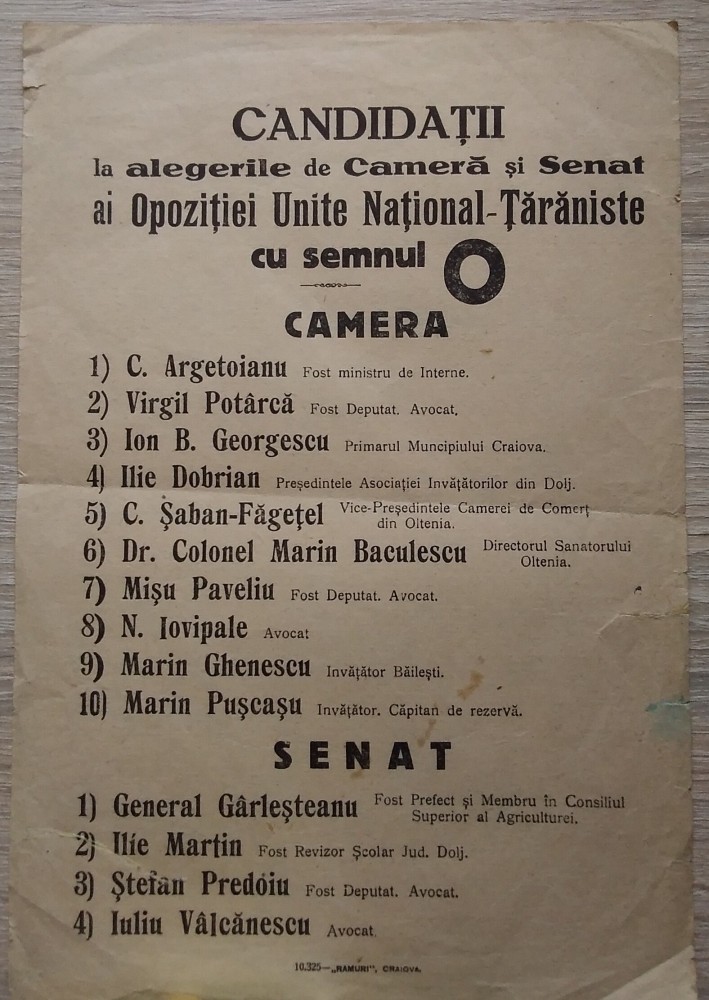 CANDIDAȚII
la alegerile de Cameră și Senat
ai Opoziției Unite Național-Țărăniste
cu semnul O
CAMERA
1) C. Argetoianu Fost ministru de Interne.
2) Virgil Potârcă Fost Deputat. Avocat.
3) Ion B. Georgescu Primarul Muncipiului Craiova.
4) Ilie Dobrian Președintele Asociației Invățătorilor din Dolj.
5) C. Șaban-Făgețel Vice-Președintele Camerei de Comerț
din Oltenia.
6) Dr. Colonel Marin Baculescu Directorul Sanatorului
Oltenia.
7) Mișu Paveliu Fost Deputat. Avocat.
8) N. Iovipale Avocat
9) Marin Ghenescu Invățător Băilești.
10) Marin Pușcașu Invățător. Căpitan de rezervă.
SENAT
1) General Gârleșteanu Fost Prefect și Membru în Consiliul
Superior al Agriculturei.
2) Ilie Martin Fost Revizor Școlar Jud. Dolj.
3) Ștefan Predoiu Fost Deputat. Avocat.
4) Iuliu Vâlcănescu Avocat.
10.325—„RAMURI", CRAIOVA.